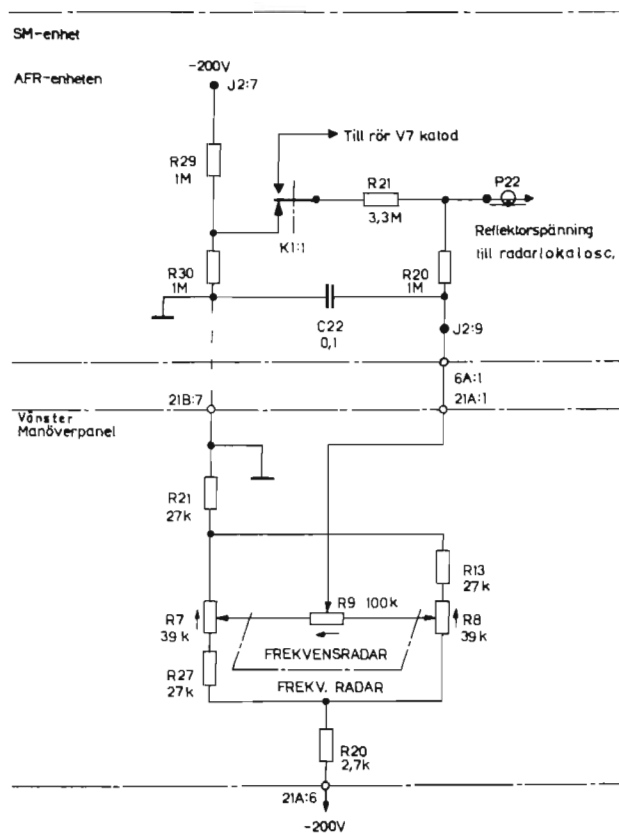 SM-enhet
AFR-enheten
-200V
J2:7
Till rör V7 katod
R29
1M
R21
3,3M
P22
K1:1
Reflektorspänning
till radarlokalosc.
R30
1M
R20
1M
C22
0,1
J2:9
6A:1
21B:7
21A:1
Vänster
Manöverpanel
R21
27k
R13
27k
R9 100k
R7
39k
R8
39k
FREKVENSRADAR
R27
27k
FREKV. RADAR
R20
2,7k
21A:6
-200V